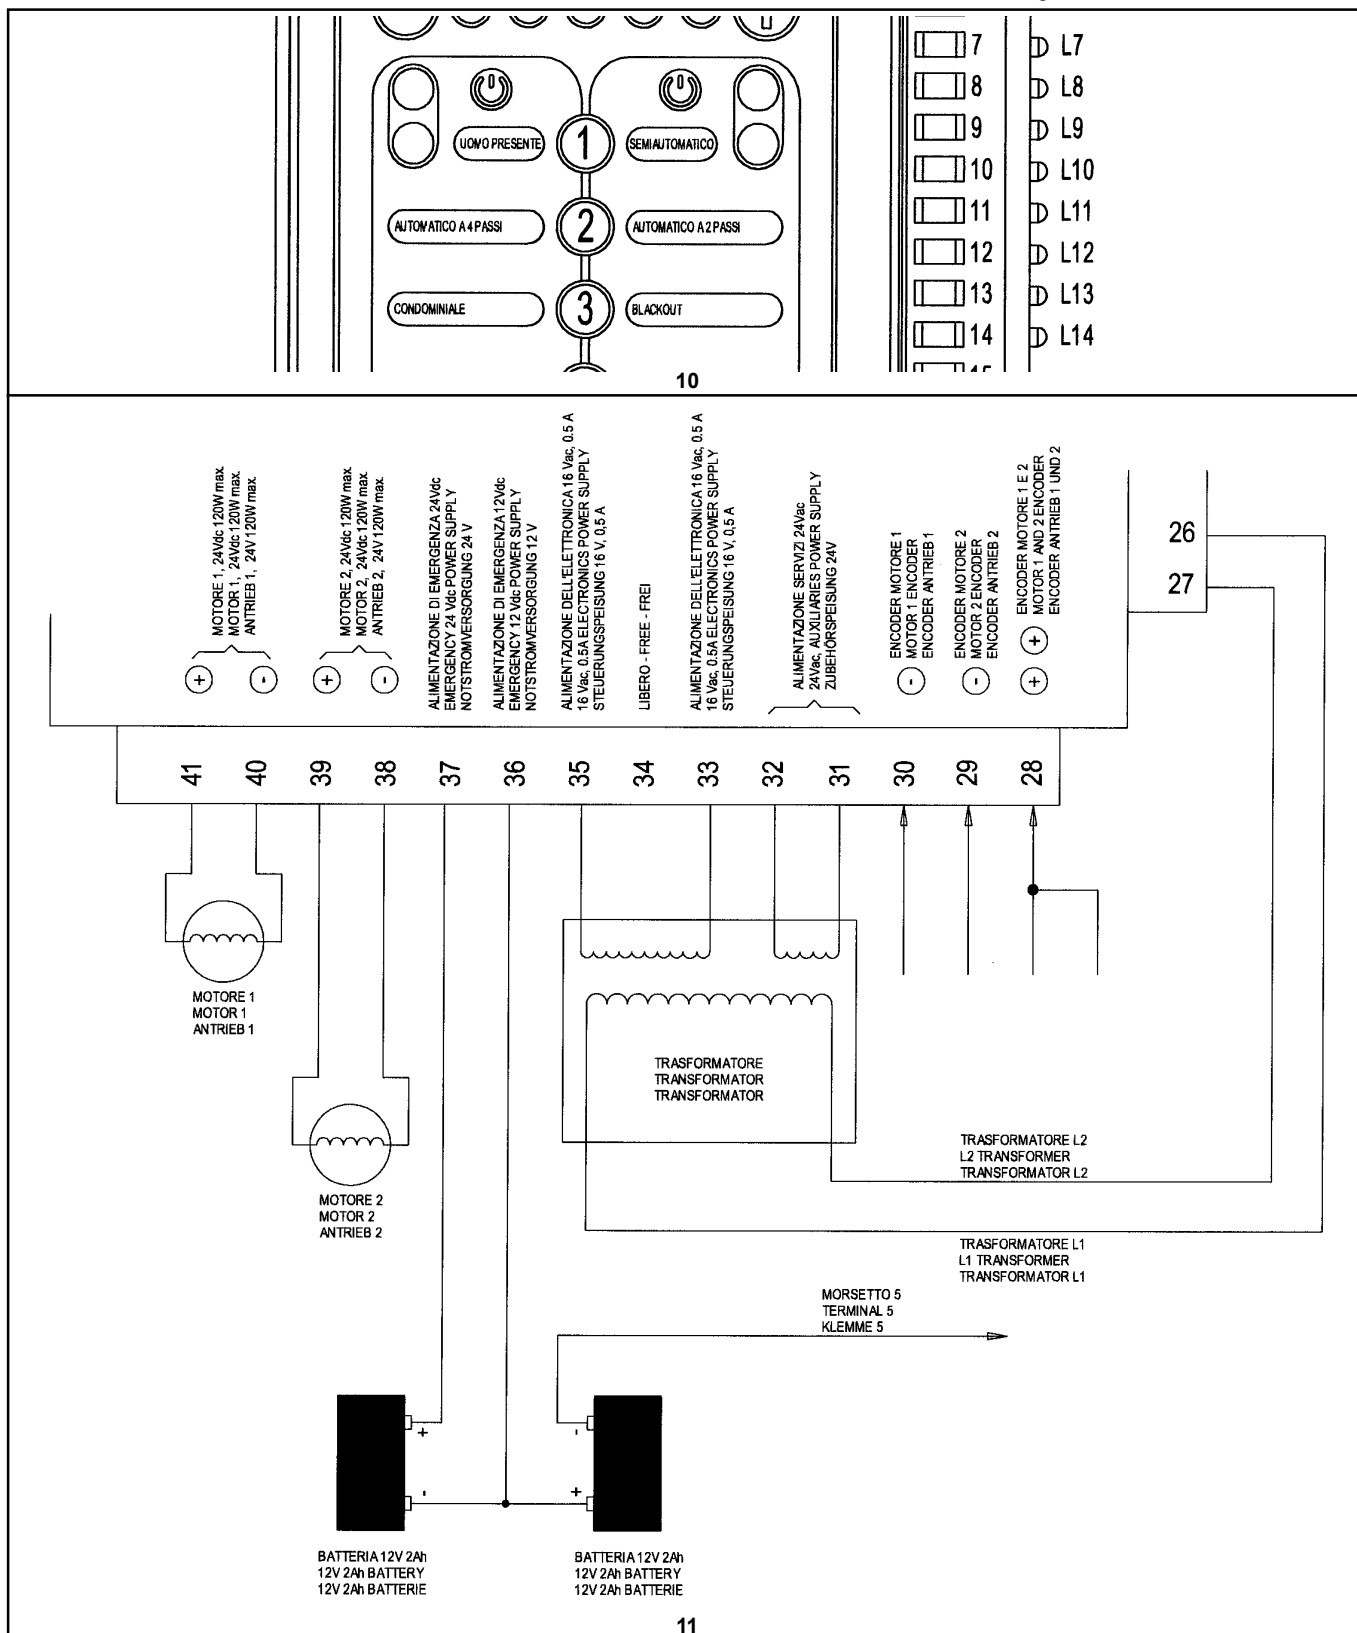 7 L7
8 L8
UOMO PRESENTE 1 SEMIAUTOMATICO
9 L9
10 L10
AUTOMATICO A 4 PASSI 2 AUTOMATICO A 2 PASSI
11 L11
12 L12
CONDOMINIALE 3 BLACKOUT
13 L13
14 L14
10
MOTORE 1, 24Vdc 120W max.
MOTOR 1, 24Vdc 120W max.
ANTRIEB 1, 24V 120W max.
+ -
MOTORE 2, 24Vdc 120W max.
MOTOR 2, 24Vdc 120W max.
ANTRIEB 2, 24V 120W max.
+ -
ALIMENTAZIONE DI EMERGENZA 24Vdc
EMERGENCY 24 Vdc POWER SUPPLY
NOTSTROMVERSORGUNG 24 V
ALIMENTAZIONE DI EMERGENZA 12Vdc
EMERGENCY 12 Vdc POWER SUPPLY
NOTSTROMVERSORGUNG 12 V
ALIMENTAZIONE DELL'ELETTRONICA 16 Vac, 0.5 A
16 Vac, 0.5A ELECTRONICS POWER SUPPLY
STEUERUNGSPEISUNG 16 V, 0,5 A
LIBERO - FREE - FREI
ALIMENTAZIONE DELL'ELETTRONICA 16 Vac, 0.5 A
16 Vac, 0.5A ELECTRONICS POWER SUPPLY
STEUERUNGSPEISUNG 16 V, 0,5 A
ALIMENTAZIONE SERVIZI 24Vac
24Vac, AUXILIARIES POWER SUPPLY
ZUBEHÖRSPEISUNG 24V
ENCODER MOTORE 1
MOTOR 1 ENCODER
ENCODER ANTRIEB 1
-
ENCODER MOTORE 2
MOTOR 2 ENCODER
ENCODER ANTRIEB 2
-
ENCODER MOTORE 1 E 2
MOTOR 1 AND 2 ENCODER
ENCODER ANTRIEB 1 UND 2
+ +
26
27
41 40 39 38 37 36 35 34 33 32 31 30 29 28
MOTORE 1
MOTOR 1
ANTRIEB 1
TRASFORMATORE
TRANSFORMATOR
TRANSFORMATOR
MOTORE 2
MOTOR 2
ANTRIEB 2
TRASFORMATORE L2
L2 TRANSFORMER
TRANSFORMATOR L2
TRASFORMATORE L1
L1 TRANSFORMER
TRANSFORMATOR L1
MORSETTO 5
TERMINAL 5
KLEMME 5
+ -
- +
BATTERIA 12V 2Ah
12V 2Ah BATTERY
12V 2Ah BATTERIE
BATTERIA 12V 2Ah
12V 2Ah BATTERY
12V 2Ah BATTERIE
11